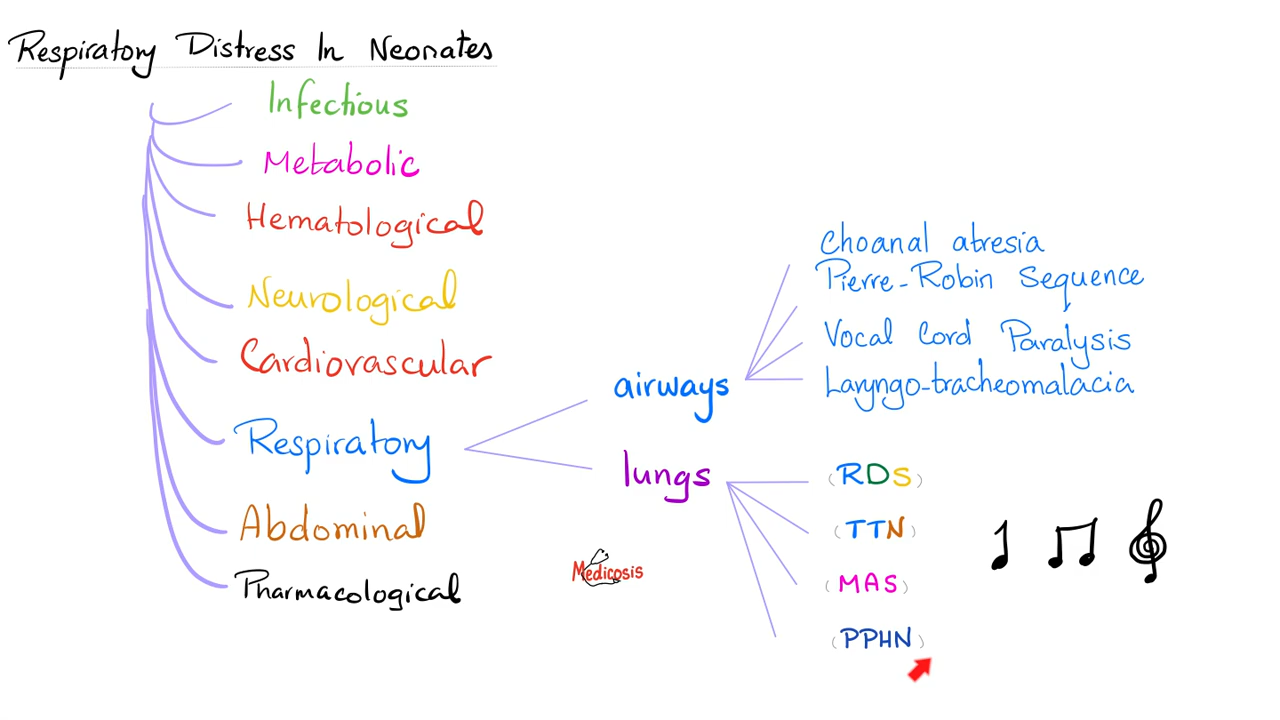 Respiratory Distress In Neonates
Infectious
Metabolic
Hematological
Neurological
Cardiovascular
Respiratory
Abdominal
Pharmacological
airways
lungs
Choanal atresia
Pierre-Robin Sequence
Vocal Cord Paralysis
Laryngo-tracheomalacia
(RDS)
(TTN)
(MAS)
(PPHN)
Medicosis